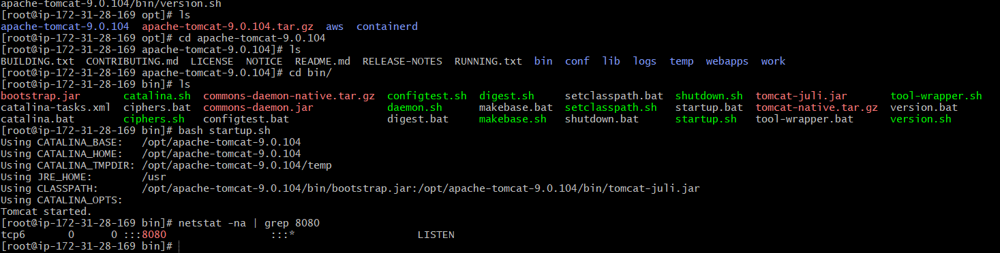 apache-tomcat-9.0.104/bin/version.sh
[root@ip-172-31-28-169 opt]# ls
apache-tomcat-9.0.104  apache-tomcat-9.0.104.tar.gz  aws  containerd
[root@ip-172-31-28-169 opt]# cd apache-tomcat-9.0.104
[root@ip-172-31-28-169 apache-tomcat-9.0.104]# ls
BUILDING.txt  CONTRIBUTING.md  LICENSE  NOTICE  README.md  RELEASE-NOTES  RUNNING.txt  bin  conf  lib  logs  temp  webapps  work
[root@ip-172-31-28-169 apache-tomcat-9.0.104]# cd bin/
[root@ip-172-31-28-169 bin]# ls
bootstrap.jar       catalina.sh  commons-daemon-native.tar.gz  configtest.sh  digest.sh     setclasspath.bat  shutdown.sh  tomcat-juli.jar       tool-wrapper.sh
catalina-tasks.xml  ciphers.bat  commons-daemon.jar            daemon.sh      makebase.bat  setclasspath.sh   startup.bat  tomcat-native.tar.gz  version.bat
catalina.bat        ciphers.sh   configtest.bat                digest.bat     makebase.sh   shutdown.bat      startup.sh   tool-wrapper.bat      version.sh
[root@ip-172-31-28-169 bin]# bash startup.sh
Using CATALINA_BASE:   /opt/apache-tomcat-9.0.104
Using CATALINA_HOME:   /opt/apache-tomcat-9.0.104
Using CATALINA_TMPDIR: /opt/apache-tomcat-9.0.104/temp
Using JRE_HOME:        /usr
Using CLASSPATH:       /opt/apache-tomcat-9.0.104/bin/bootstrap.jar:/opt/apache-tomcat-9.0.104/bin/tomcat-juli.jar
Using CATALINA_OPTS:
Tomcat started.
[root@ip-172-31-28-169 bin]# netstat -na | grep 8080
tcp6       0      0 :::8080                 :::*                    LISTEN
[root@ip-172-31-28-169 bin]#